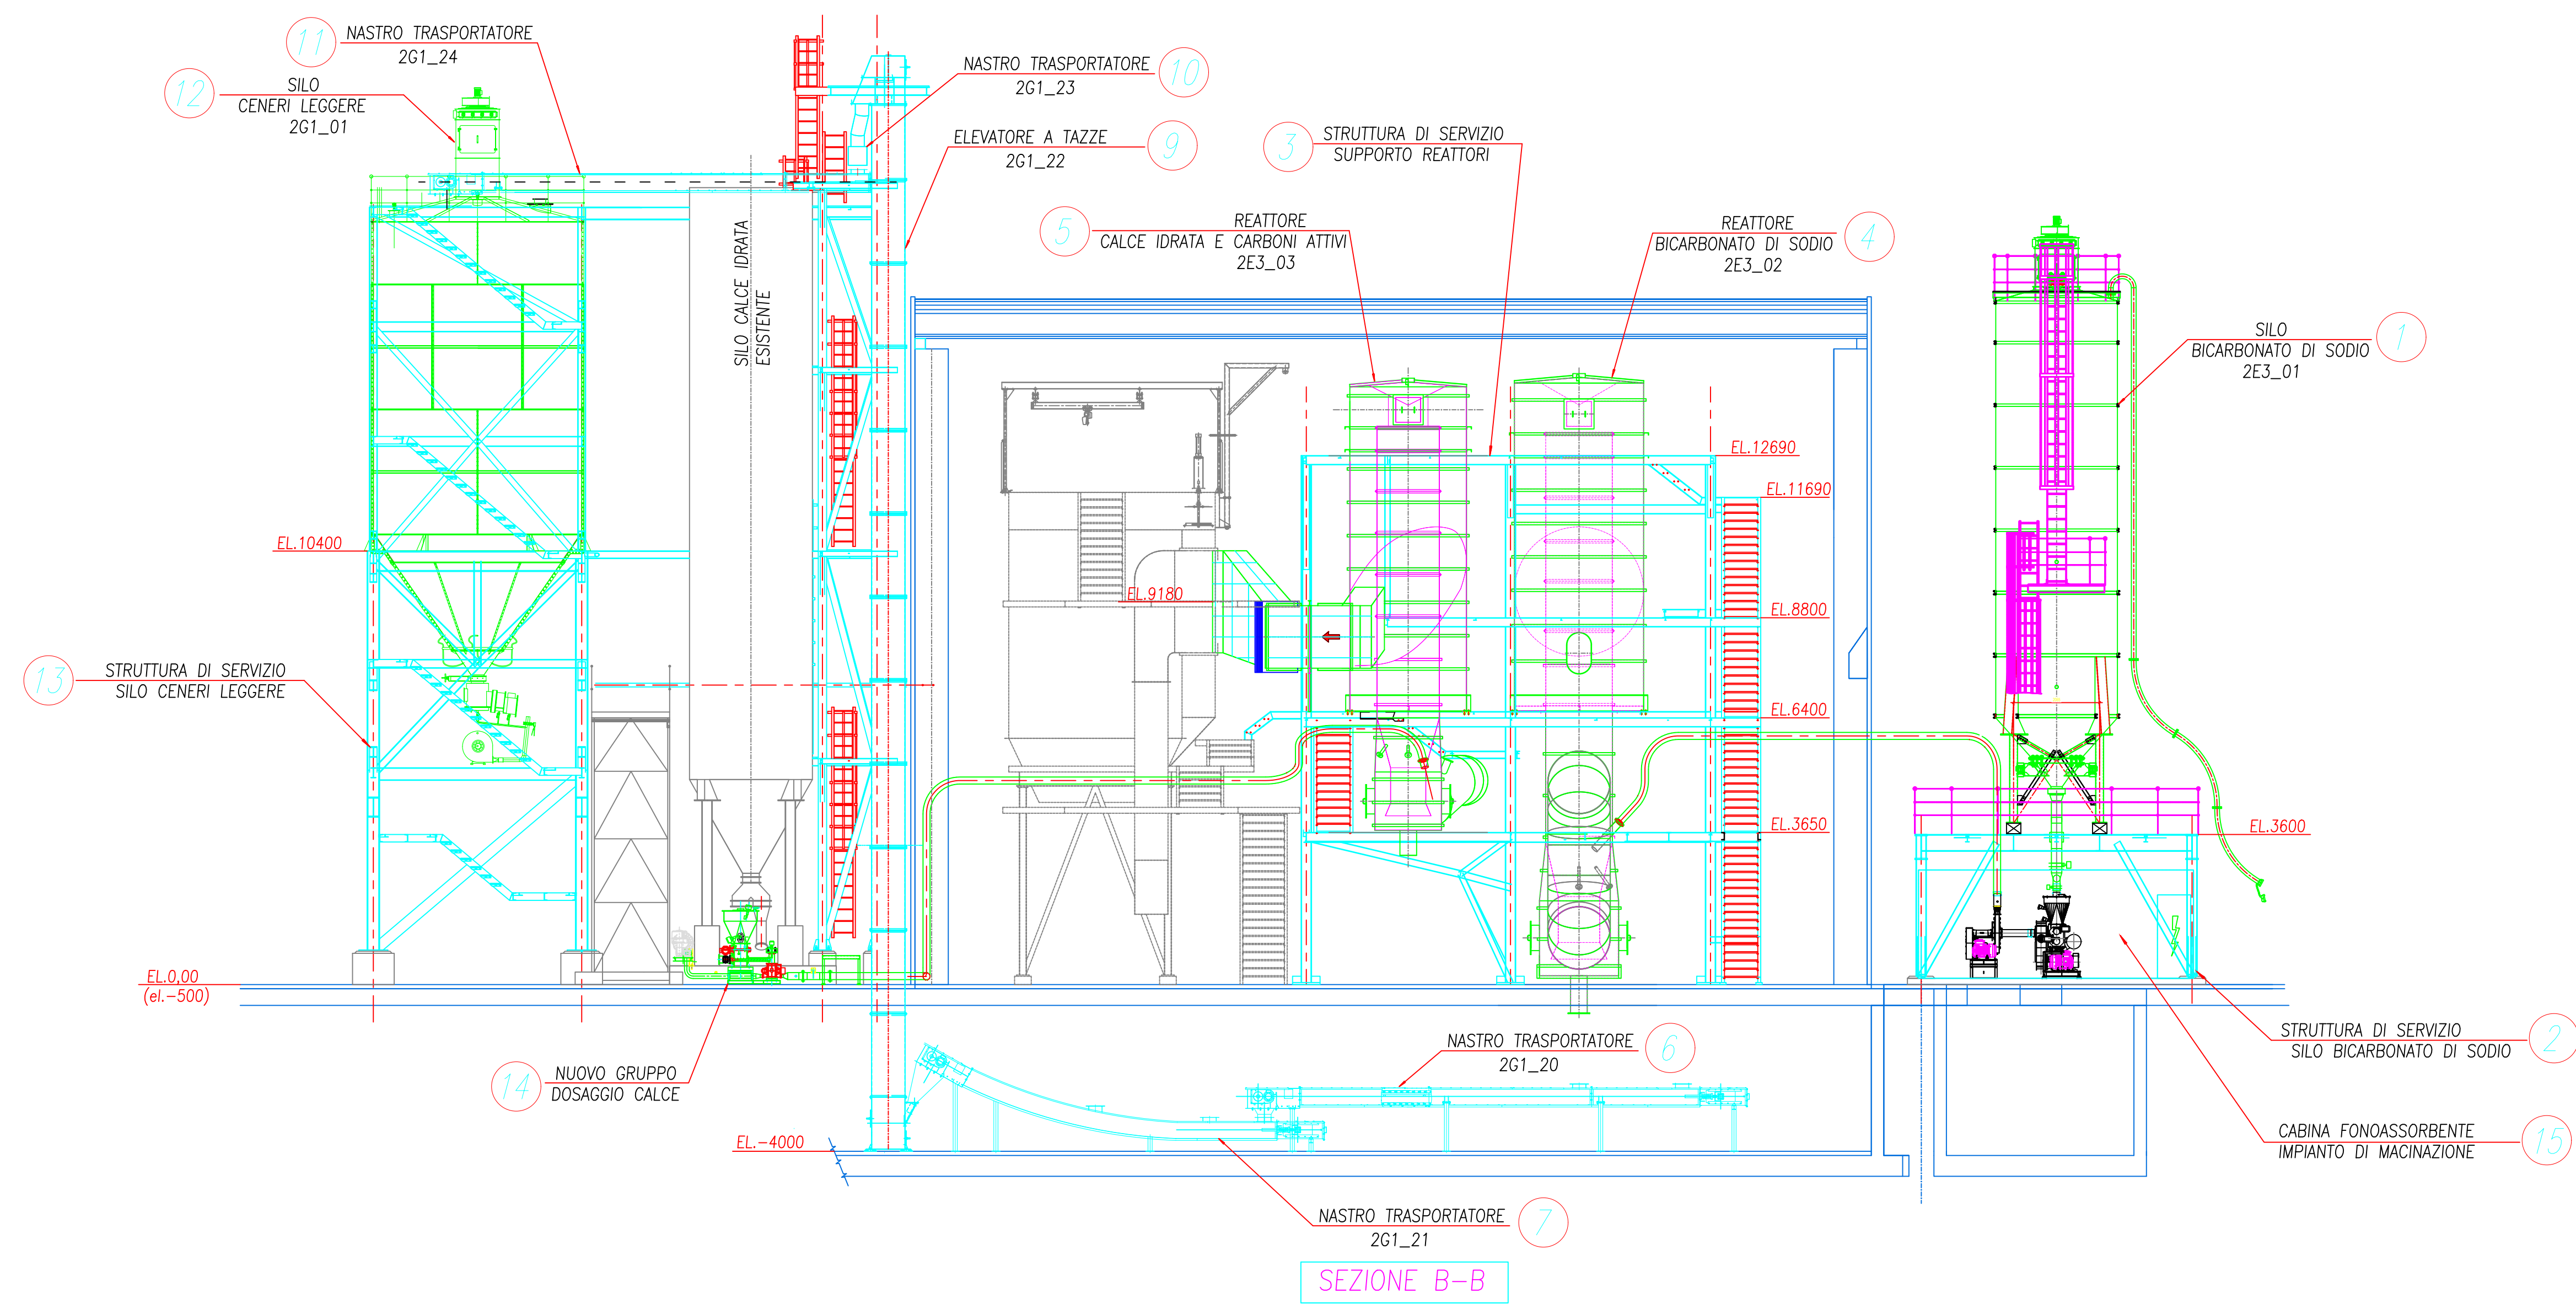 11
NASTRO TRASPORTATORE
2G1_24
12
SILO
CENERI LEGGERE
2G1_01
NASTRO TRASPORTATORE
2G1_23
10
ELEVATORE A TAZZE
2G1_22
9
3
STRUTTURA DI SERVIZIO
SUPPORTO REATTORI
5
REATTORE
CALCE IDRATA E CARBONI ATTIVI
2E3_03
REATTORE
BICARBONATO DI SODIO
2E3_02
4
SILO CALCE IDRATA
ESISTENTE
SILO
BICARBONATO DI SODIO
2E3_01
1
EL.12690
EL.11690
EL.10400
EL.9180
EL.8800
13
STRUTTURA DI SERVIZIO
SILO CENERI LEGGERE
EL.6400
EL.3650
EL.3600
EL.0,00
(el.-500)
14
NUOVO GRUPPO
DOSAGGIO CALCE
NASTRO TRASPORTATORE
2G1_20
6
STRUTTURA DI SERVIZIO
SILO BICARBONATO DI SODIO
2
EL.-4000
CABINA FONOASSORBENTE
IMPIANTO DI MACINAZIONE
15
NASTRO TRASPORTATORE
2G1_21
7
SEZIONE B-B